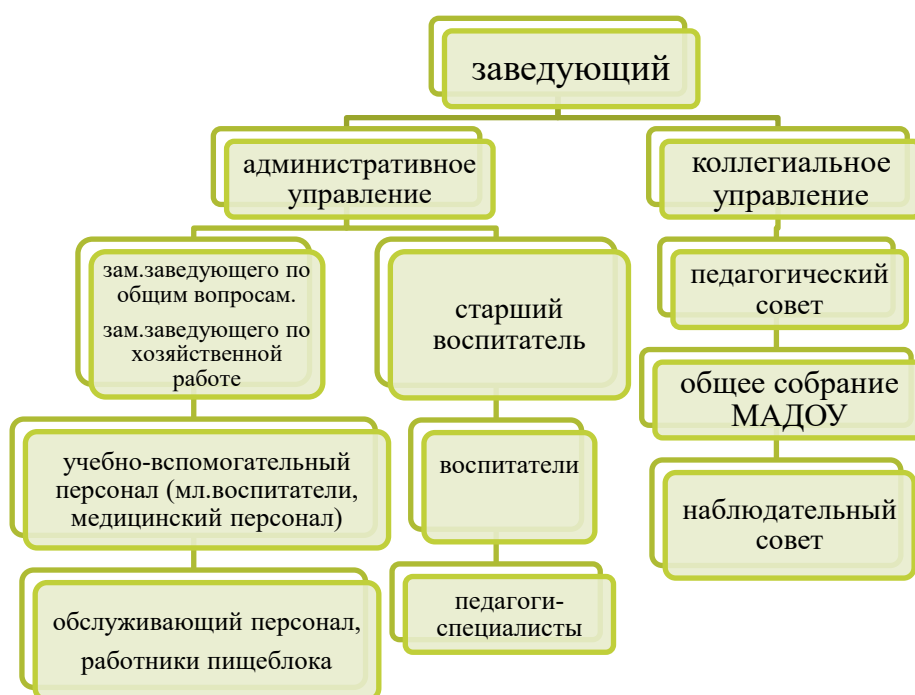 заведующий
административное
управление
коллегиальное
управление
зам.заведующего по
общим вопросам.
зам.заведующего по
хозяйственной
работе
старший
воспитатель
педагогический
совет
общее собрание
МАДОУ
учебно-вспомогательный
персонал (мл.воспитатели,
медицинский персонал)
воспитатели
наблюдательный
совет
обслуживающий персонал,
работники пищеблока
педагоги-
специалисты